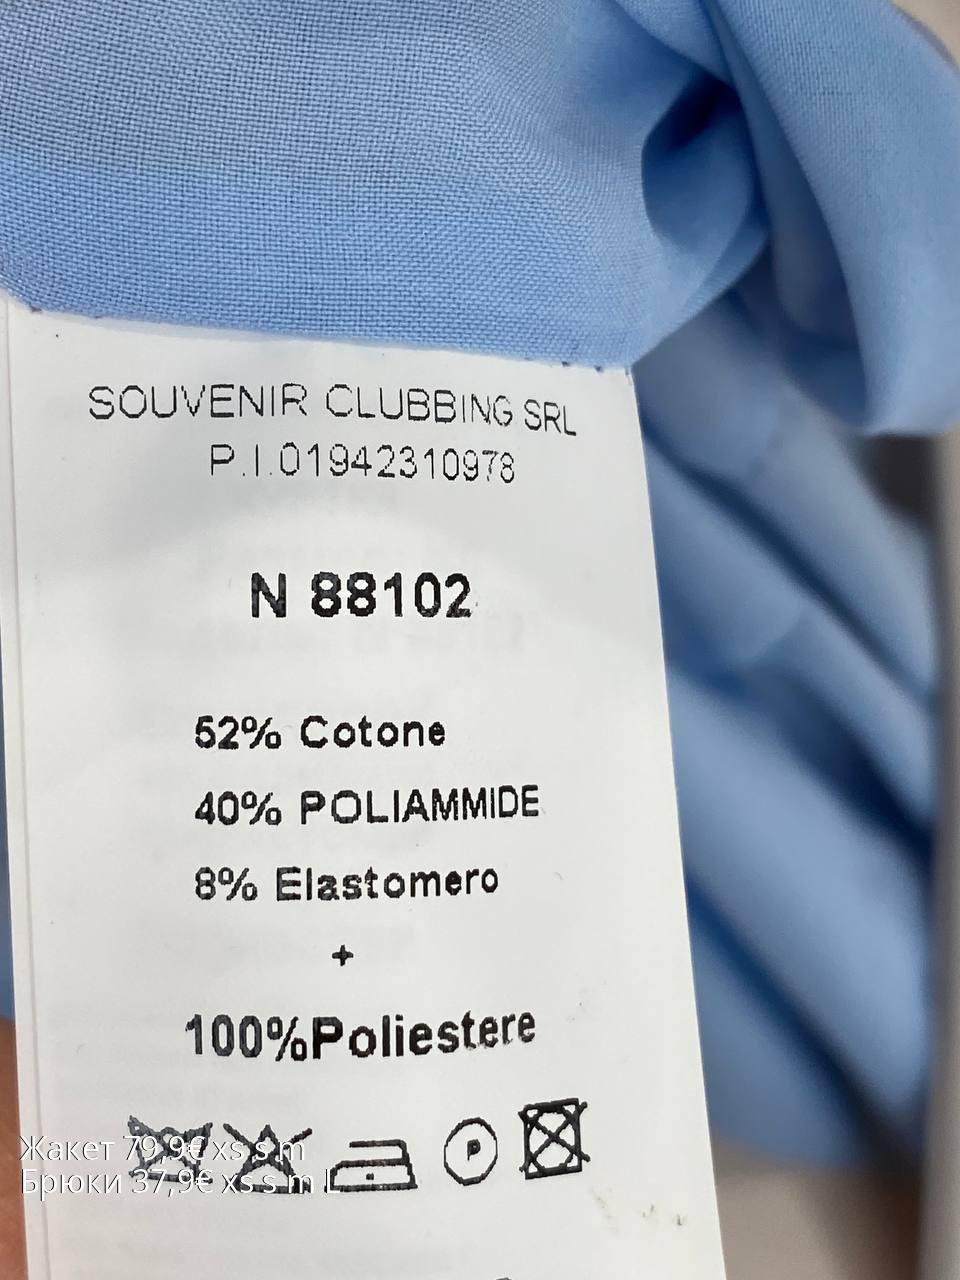 SOUVENIR CLUBBING SRL
P.I.01942310978
N 88102
52% Cotone
40% POLIAMMIDE
8% Elastomero
+
100%Poliestere
P
Жакет 79,9€ xs s m
Брюки 37,9€ xs s m L